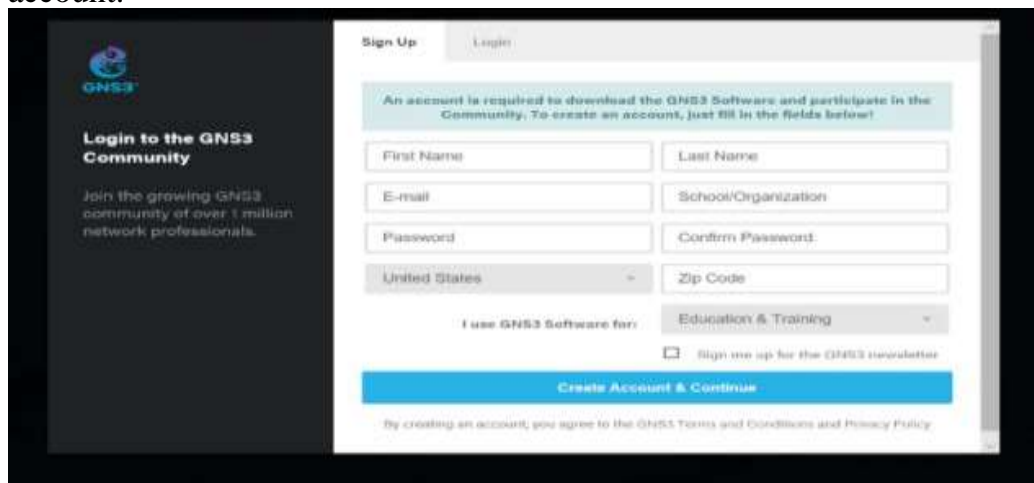 account.
Sign Up
Login
GNS3
An account is required to download the GNS3 Software and participate in the
Community. To create an account, just fill in the fields below!
Login to the GNS3
Community
Join the growing GNS3
community of over 1 million
network professionals.
First Name
Last Name
E-mail
School/Organization
Password
Confirm Password
United States
Zip Code
I use GNS3 Software for:
Education & Training
Sign me up for the GNS3 newsletter
Create Account & Continue
By creating an account, you agree to the GNS3 Terms and Conditions and Privacy Policy